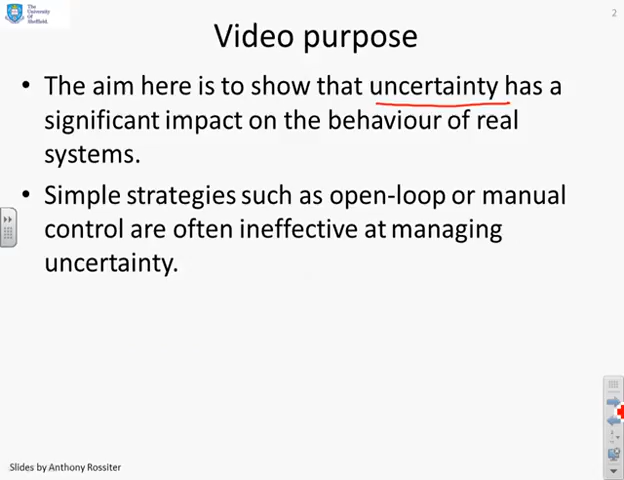 The
University
Of
Sheffield.
2
Video purpose
• The aim here is to show that uncertainty has a
significant impact on the behaviour of real
systems.
• Simple strategies such as open-loop or manual
control are often ineffective at managing
uncertainty.
Slides by Anthony Rossiter